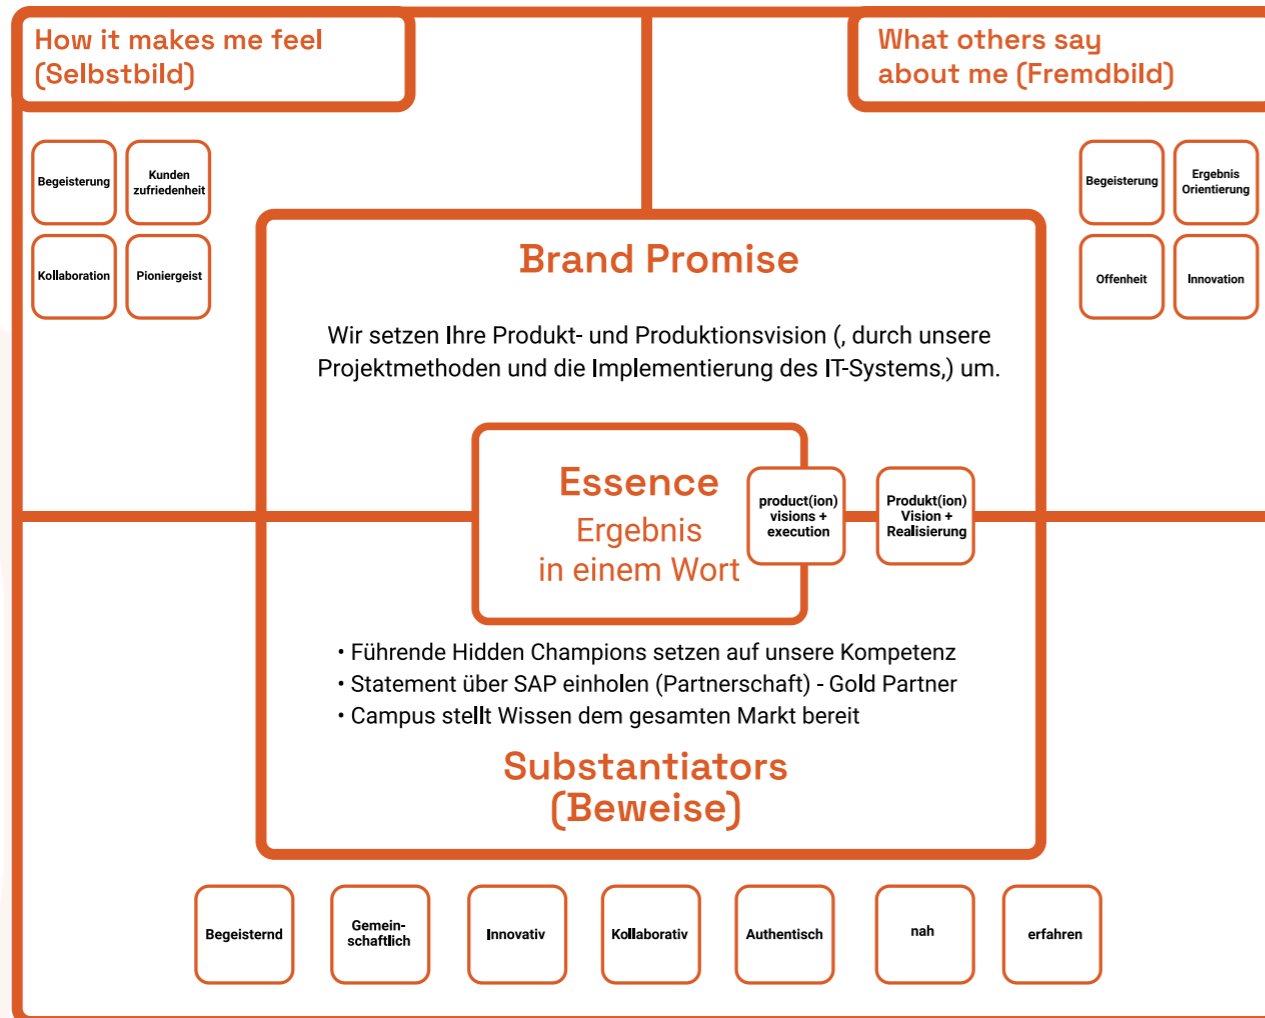 How it makes me feel
(Selbstbild)
What others say
about me (Fremdbild)
Begeisterung
Kunden
zufriedenheit
Kollaboration
Pioniergeist
Begeisterung
Ergebnis
Orientierung
Offenheit
Innovation
Brand Promise
Wir setzen Ihre Produkt- und Produktionsvision (, durch unsere
Projektmethoden und die Implementierung des IT-Systems,) um.
Essence
Ergebnis
in einem Wort
product(ion)
visions +
execution
Produkt(ion)
Vision +
Realisierung
• Führende Hidden Champions setzen auf unsere Kompetenz
• Statement über SAP einholen (Partnerschaft) - Gold Partner
• Campus stellt Wissen dem gesamten Markt bereit
Substantiators
(Beweise)
Begeisternd
Gemein-
schaftlich
Innovativ
Kollaborativ
Authentisch
nah
erfahren